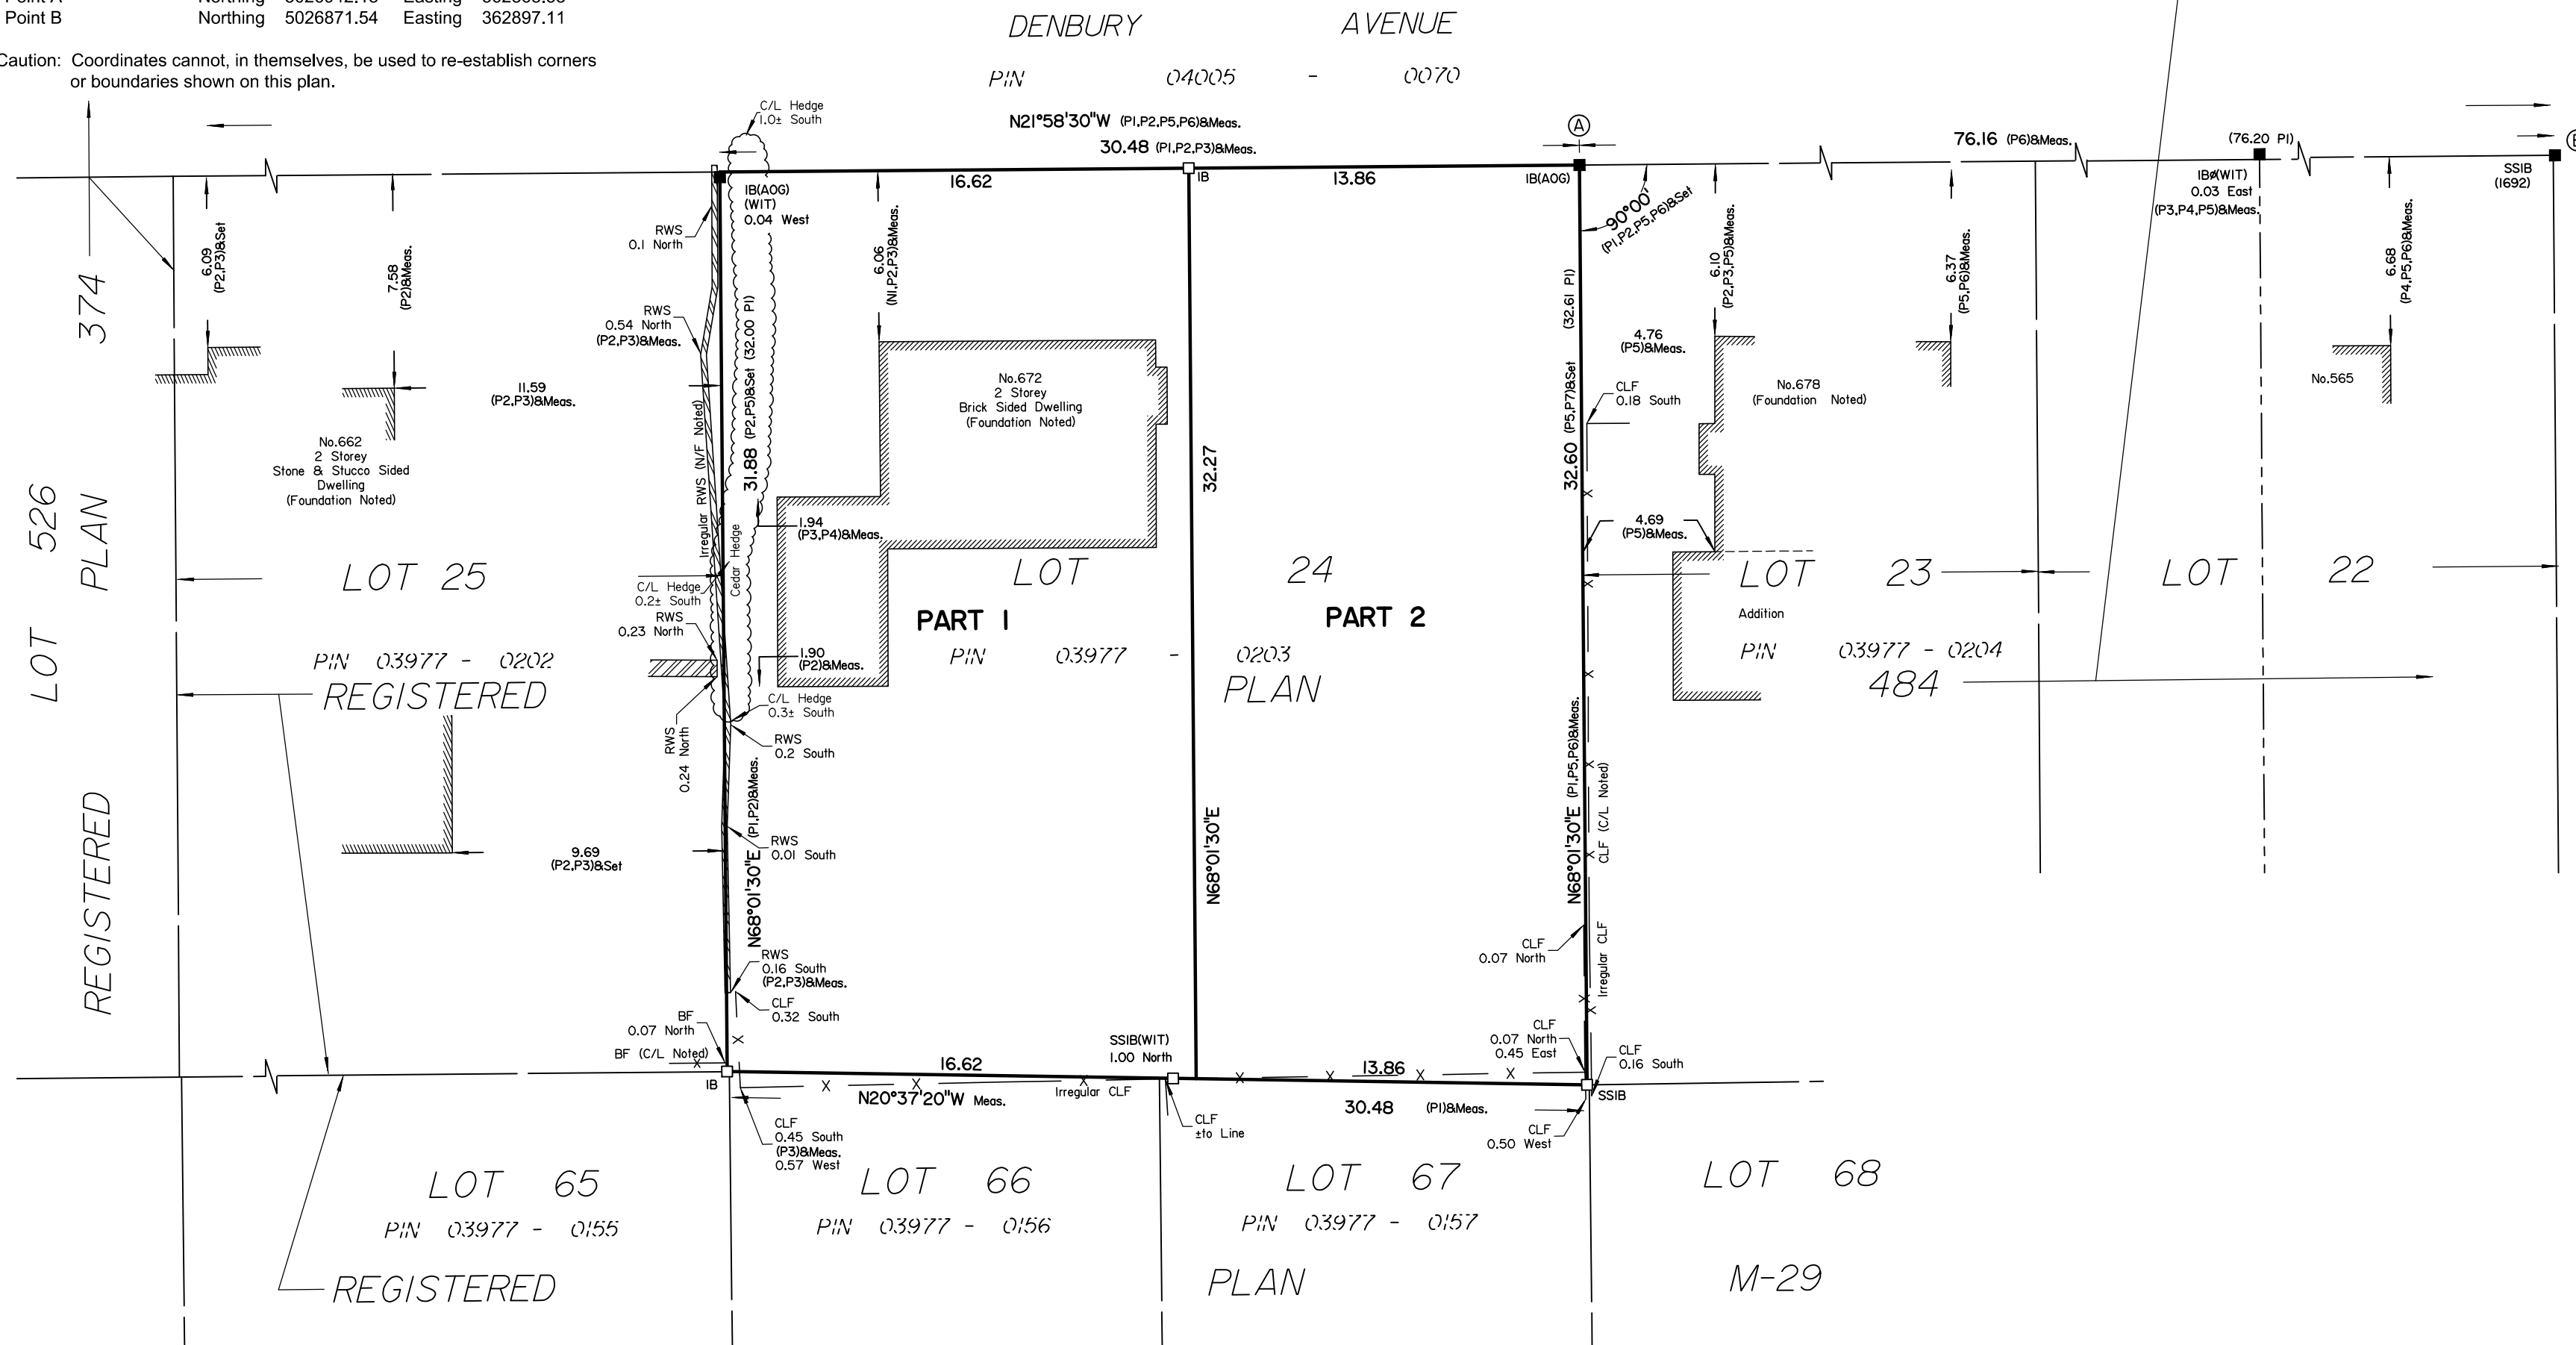 Point B Northing 5026871.54 Easting 362897.11
Caution: Coordinates cannot, in themselves, be used to re-establish corners
or boundaries shown on this plan.
DENBURY AVENUE
PIN 04005 - 0070
N21°58'30"W (P1,P2,P5,P6)&Meas.
30.48 (P1,P2,P3)&Meas.
C/L Hedge
1.0± South
A
76.16 (P6)&Meas.
(76.20 P1)
16.62
IB
13.86
IB(AOG)
IB(AOG)
(WIT)
0.04 West
IBØ(WIT)
0.03 East
(P3,P4,P5)&Meas.
SSIB
(1692)
90°00'
(P1,P2,P5,P6)&Set
6.09
(P2,P3)&Set
7.58
(P2)&Meas.
RWS
0.1 North
6.06
(N1,P2,P3)&Meas.
6.10
(P2,P3,P5)&Meas.
6.37
(P5,P6)&Meas.
6.68
(P4,P5,P6)&Meas.
RWS
0.54 North
(P2,P3)&Meas.
31.88 (P2,P5)&Set (32.00 P1)
32.60 (P5,P7)&Set (32.61 P1)
4.76
(P5)&Meas.
11.59
(P2,P3)&Meas.
No.672
2 Storey
Brick Sided Dwelling
(Foundation Noted)
CLF
0.18 South
No.678
(Foundation Noted)
No.565
No.662
2 Storey
Stone & Stucco Sided
Dwelling
(Foundation Noted)
Irregular RWS (N/F Noted)
Cedar Hedge
32.27
1.94
(P3,P4)&Meas.
4.69
(P5)&Meas.
LOT 526
PLAN 374
REGISTERED
LOT 25
LOT 24
LOT 23
LOT 22
C/L Hedge
0.2± South
RWS
0.23 North
PART 1
PART 2
Addition
PIN 03977 - 0202
PIN 03977 - 0203
PIN 03977 - 0204
1.90
(P2)&Meas.
REGISTERED PLAN 484
C/L Hedge
0.3± South
RWS
0.24 North
RWS
0.2 South
N68°01'30"E (P1,P2)&Meas.
N68°01'30"E
N68°01'30"E (P1,P5,P6)&Meas.
CLF (C/L Noted)
RWS
0.01 South
9.69
(P2,P3)&Set
CLF
0.07 North
Irregular CLF
RWS
0.16 South
(P2,P3)&Meas.
CLF
0.32 South
BF
0.07 North
BF (C/L Noted)
SSIB(WIT)
1.00 North
CLF
0.07 North
0.45 East
CLF
0.16 South
IB
16.62
13.86
SSIB
N20°37'20"W Meas.
Irregular CLF
30.48 (P1)&Meas.
CLF
0.45 South
(P3)&Meas.
0.57 West
CLF
±to Line
CLF
0.50 West
LOT 65
LOT 66
LOT 67
LOT 68
PIN 03977 - 0155
PIN 03977 - 0156
PIN 03977 - 0157
REGISTERED PLAN M-29